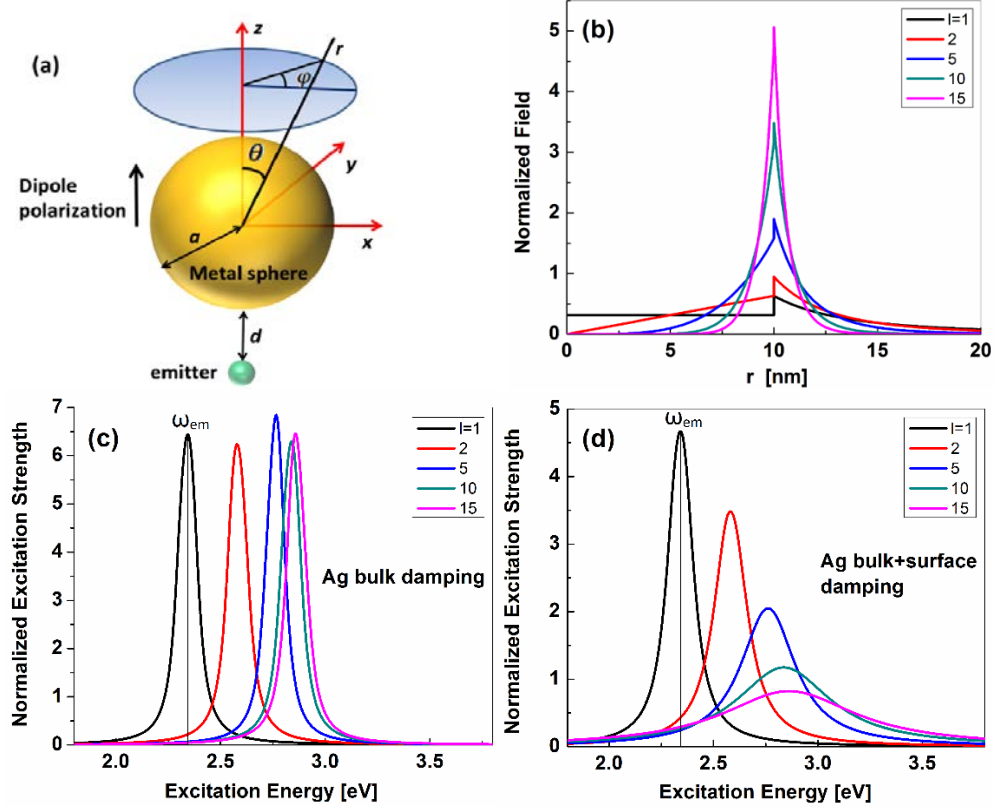 (a)
z
r
φ
θ
y
x
Dipole
polarization
a
Metal sphere
d
emitter
(b)
l=1
2
5
10
15
Normalized Field
5
4
3
2
1
0
0 5 10 15 20
r [nm]
(c)
ω_em
l=1
2
5
10
15
Ag bulk damping
Normalized Excitation Strength
7
6
5
4
3
2
1
0
2.0 2.5 3.0 3.5
Excitation Energy [eV]
(d)
ω_em
l=1
2
5
10
15
Ag bulk+surface
damping
Normalized Excitation Strength
5
4
3
2
1
0
2.0 2.5 3.0 3.5
Excitation Energy [eV]